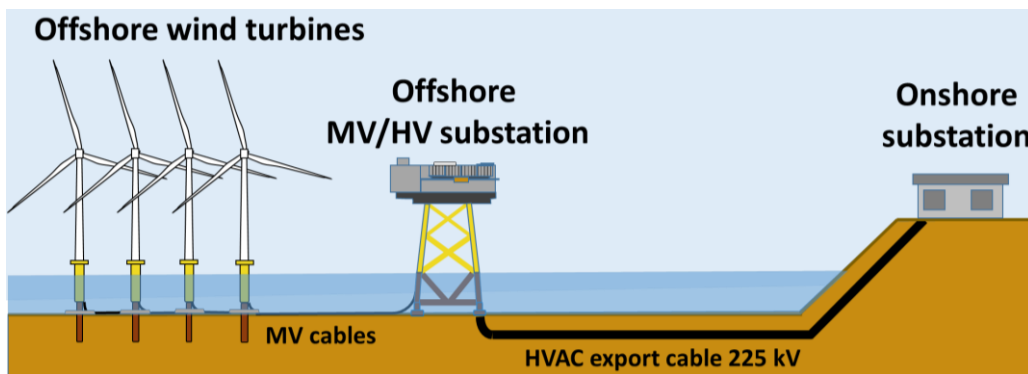 Offshore wind turbines
Offshore
MV/HV substation
Onshore
substation
MV cables
HVAC export cable 225 kV